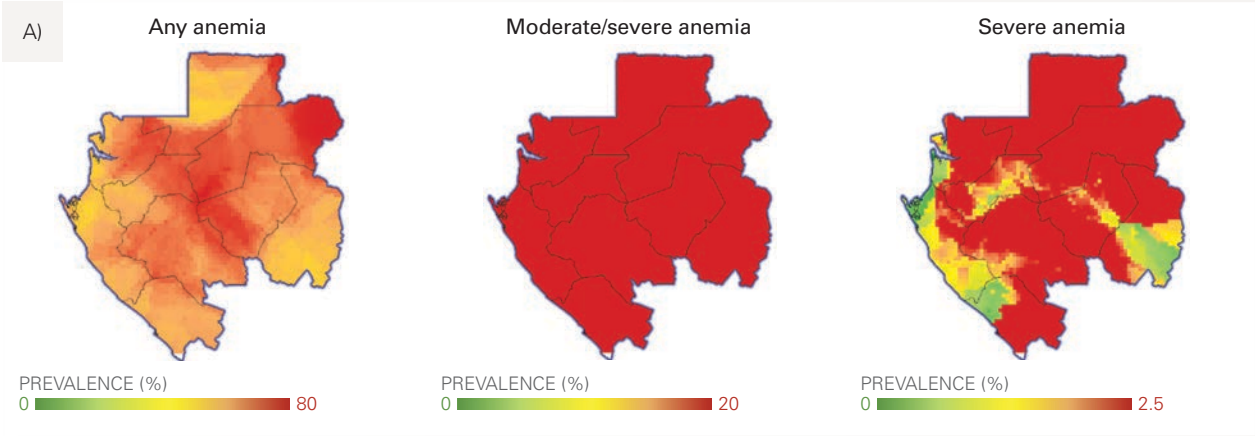 A)
Any anemia
Moderate/severe anemia
Severe anemia
PREVALENCE (%)
0 80
PREVALENCE (%)
0 20
PREVALENCE (%)
0 2.5